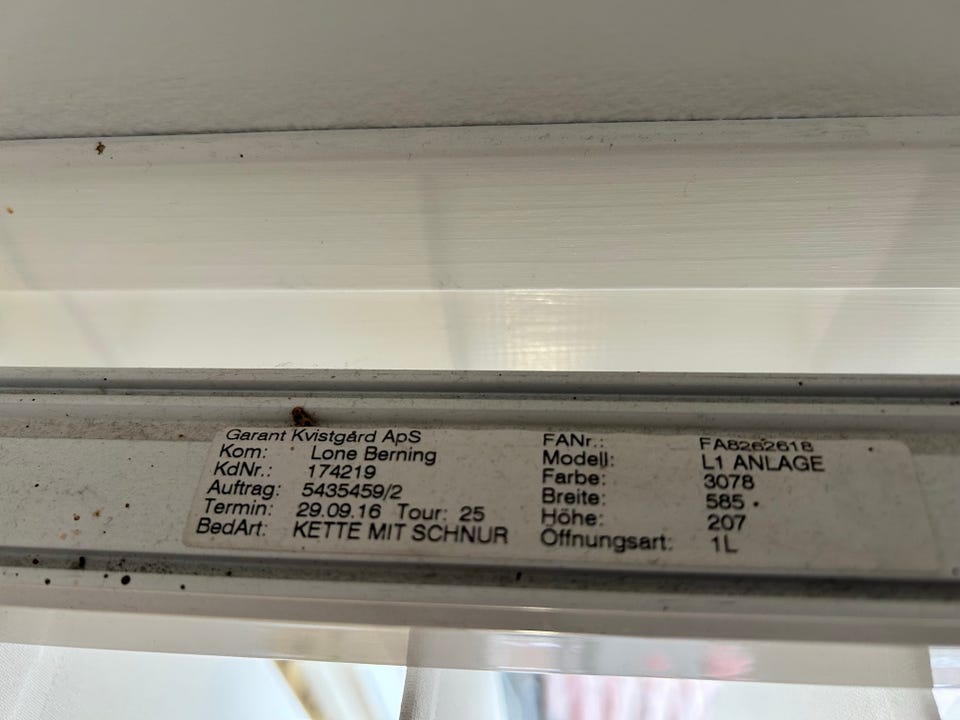 Garant Kvistgård ApS
Kom: Lone Berning
KdNr.: 174219
Auftrag: 5435459/2
Termin: 29.09.16 Tour: 25
BedArt: KETTE MIT SCHNUR
FANr.: FA8262618
Modell: L1 ANLAGE
Farbe: 3078
Breite: 585
Höhe: 207
Öffnungsart: 1L